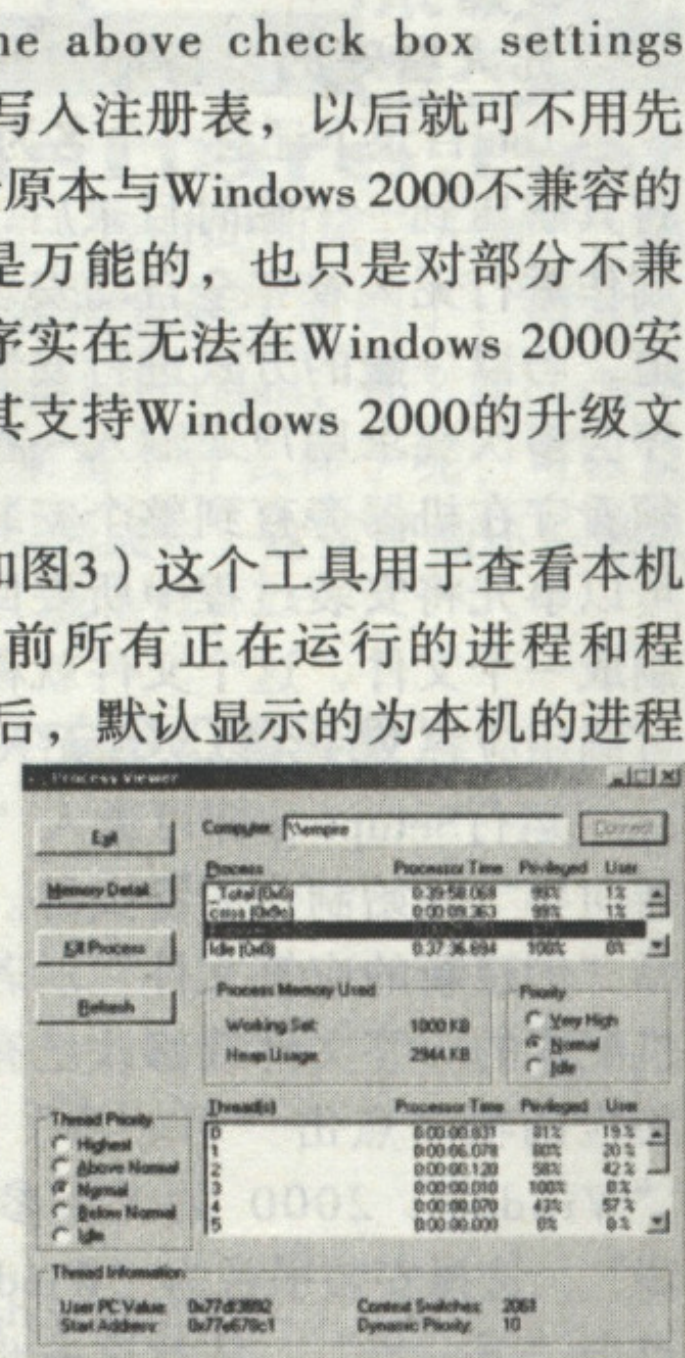 ne above check box settings
写入注册表，以后就可不用先
原本与Windows 2000不兼容的
是万能的，也只是对部分不兼
序实在无法在Windows 2000安
其支持Windows 2000的升级文
如图3）这个工具用于查看本机
前所有正在运行的进程和程
后，默认显示的为本机的进程
Process Viewer
Exit
Computer: \\empire
Connect
Memory Detail
Process Processor Time Privileged User
_Total (0x0) 0:39:58.068 99% 1%
0:00:09.363 99% 1%
Kill Process
Idle (0x0) 0:37:36.694 100% 0%
Refresh
Process Memory Used
Priority
Working Set: 1000 KB
Very High
Heap Usage: 2944 KB
Normal
Idle
Thread Priority
Thread(s) Processor Time Privileged User
Highest
0 0:00:00.831 81% 19%
Above Normal
1 0:00:06.078 80% 20%
Normal
2 0:00:00.120 58% 42%
3 0:00:00.010 100% 0%
Below Normal
4 0:00:00.070 43% 57%
Idle
5 0:00:00.000 0% 0%
Thread Information
User PC Value: Context Switches: 2061
Start Address: 0x77e678c1 Dynamic Priority: 10